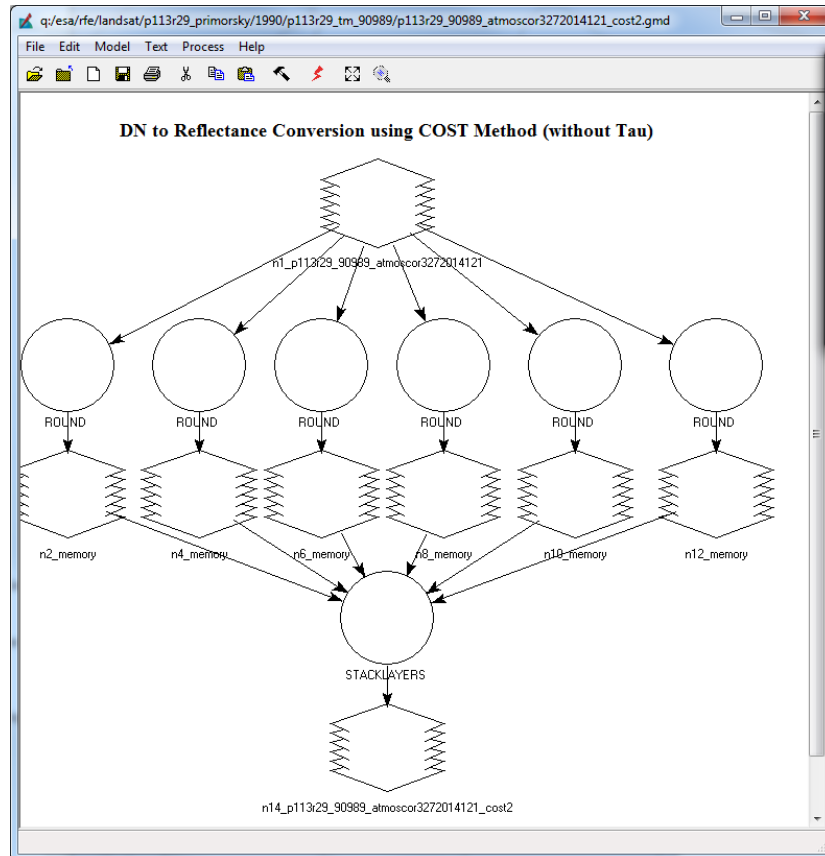 q:/esa/rfe/landsat/p113r29_primorsky/1990/p113r29_tm_90989/p113r29_90989_atmoscor3272014121_cost2.gmd
File Edit Model Text Process Help
DN to Reflectance Conversion using COST Method (without Tau)
n1_p113r29_90989_atmoscor3272014121
ROUND ROUND ROUND ROUND ROUND ROUND
n2_memory n4_memory n6_memory n8_memory n10_memory n12_memory
STACKLAYERS
n14_p113r29_90989_atmoscor3272014121_cost2